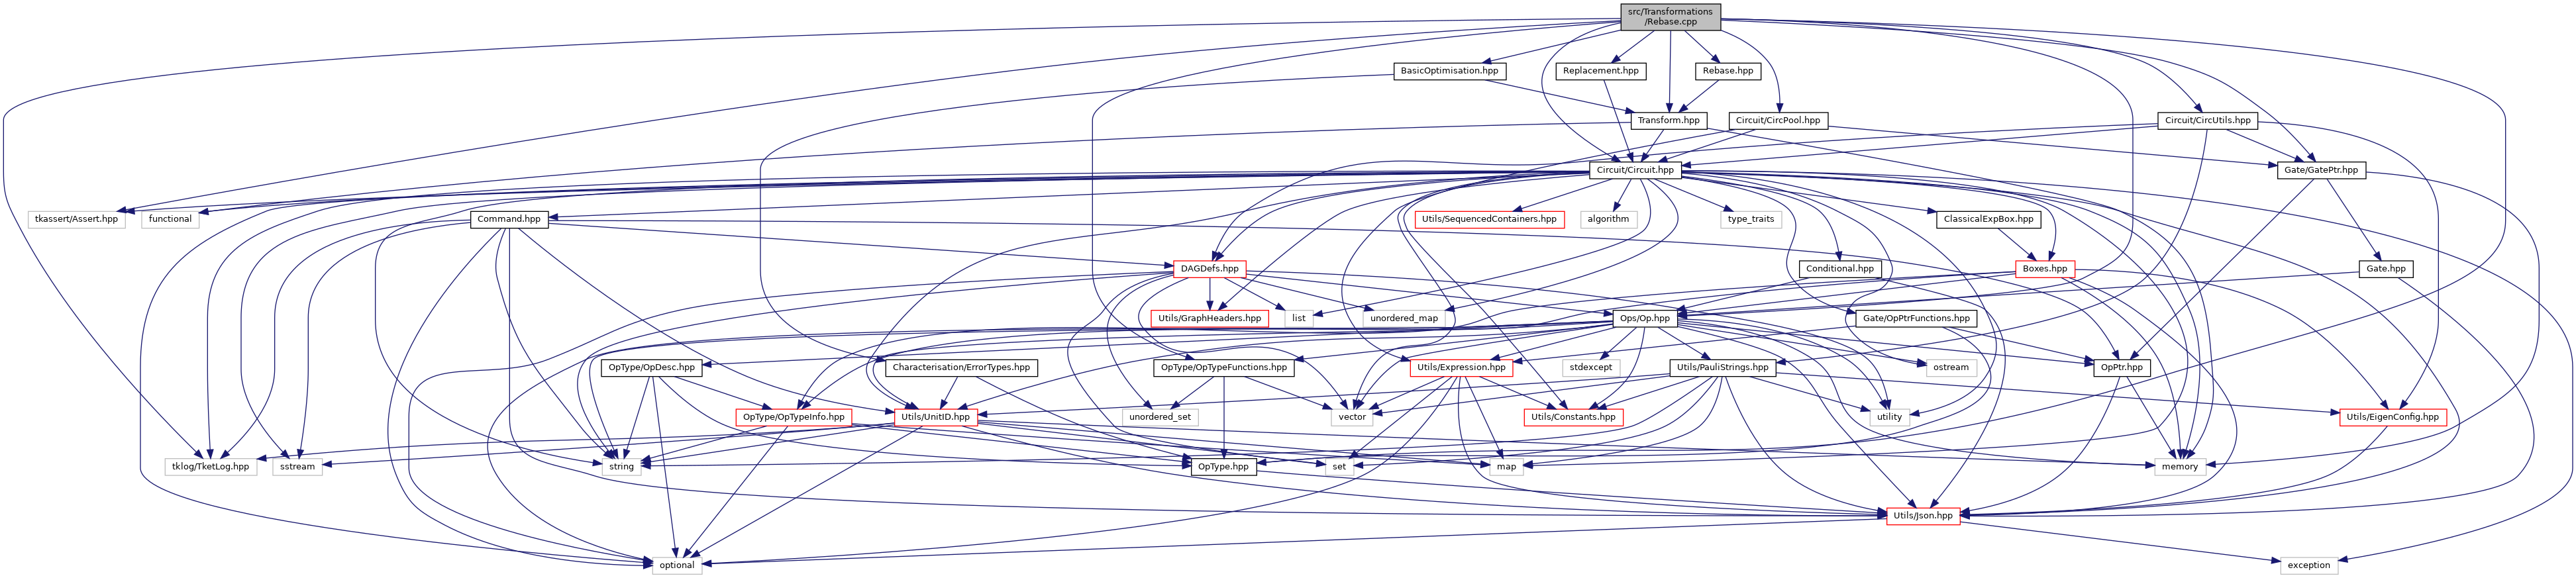 src/Transformations
/Rebase.cpp
BasicOptimisation.hpp
Replacement.hpp
Rebase.hpp
Transform.hpp
Circuit/CircPool.hpp
Circuit/CircUtils.hpp
Circuit/Circuit.hpp
Gate/GatePtr.hpp
tkassert/Assert.hpp
functional
Command.hpp
Utils/SequencedContainers.hpp
algorithm
type_traits
ClassicalExpBox.hpp
DAGDefs.hpp
Conditional.hpp
Boxes.hpp
Gate.hpp
Utils/GraphHeaders.hpp
list
unordered_map
Ops/Op.hpp
Gate/OpPtrFunctions.hpp
OpType/OpDesc.hpp
Characterisation/ErrorTypes.hpp
OpType/OpTypeFunctions.hpp
Utils/Expression.hpp
stdexcept
Utils/PauliStrings.hpp
ostream
OpPtr.hpp
OpType/OpTypeInfo.hpp
Utils/UnitID.hpp
unordered_set
vector
Utils/Constants.hpp
utility
Utils/EigenConfig.hpp
tklog/TketLog.hpp
sstream
string
OpType.hpp
set
map
memory
Utils/Json.hpp
optional
exception